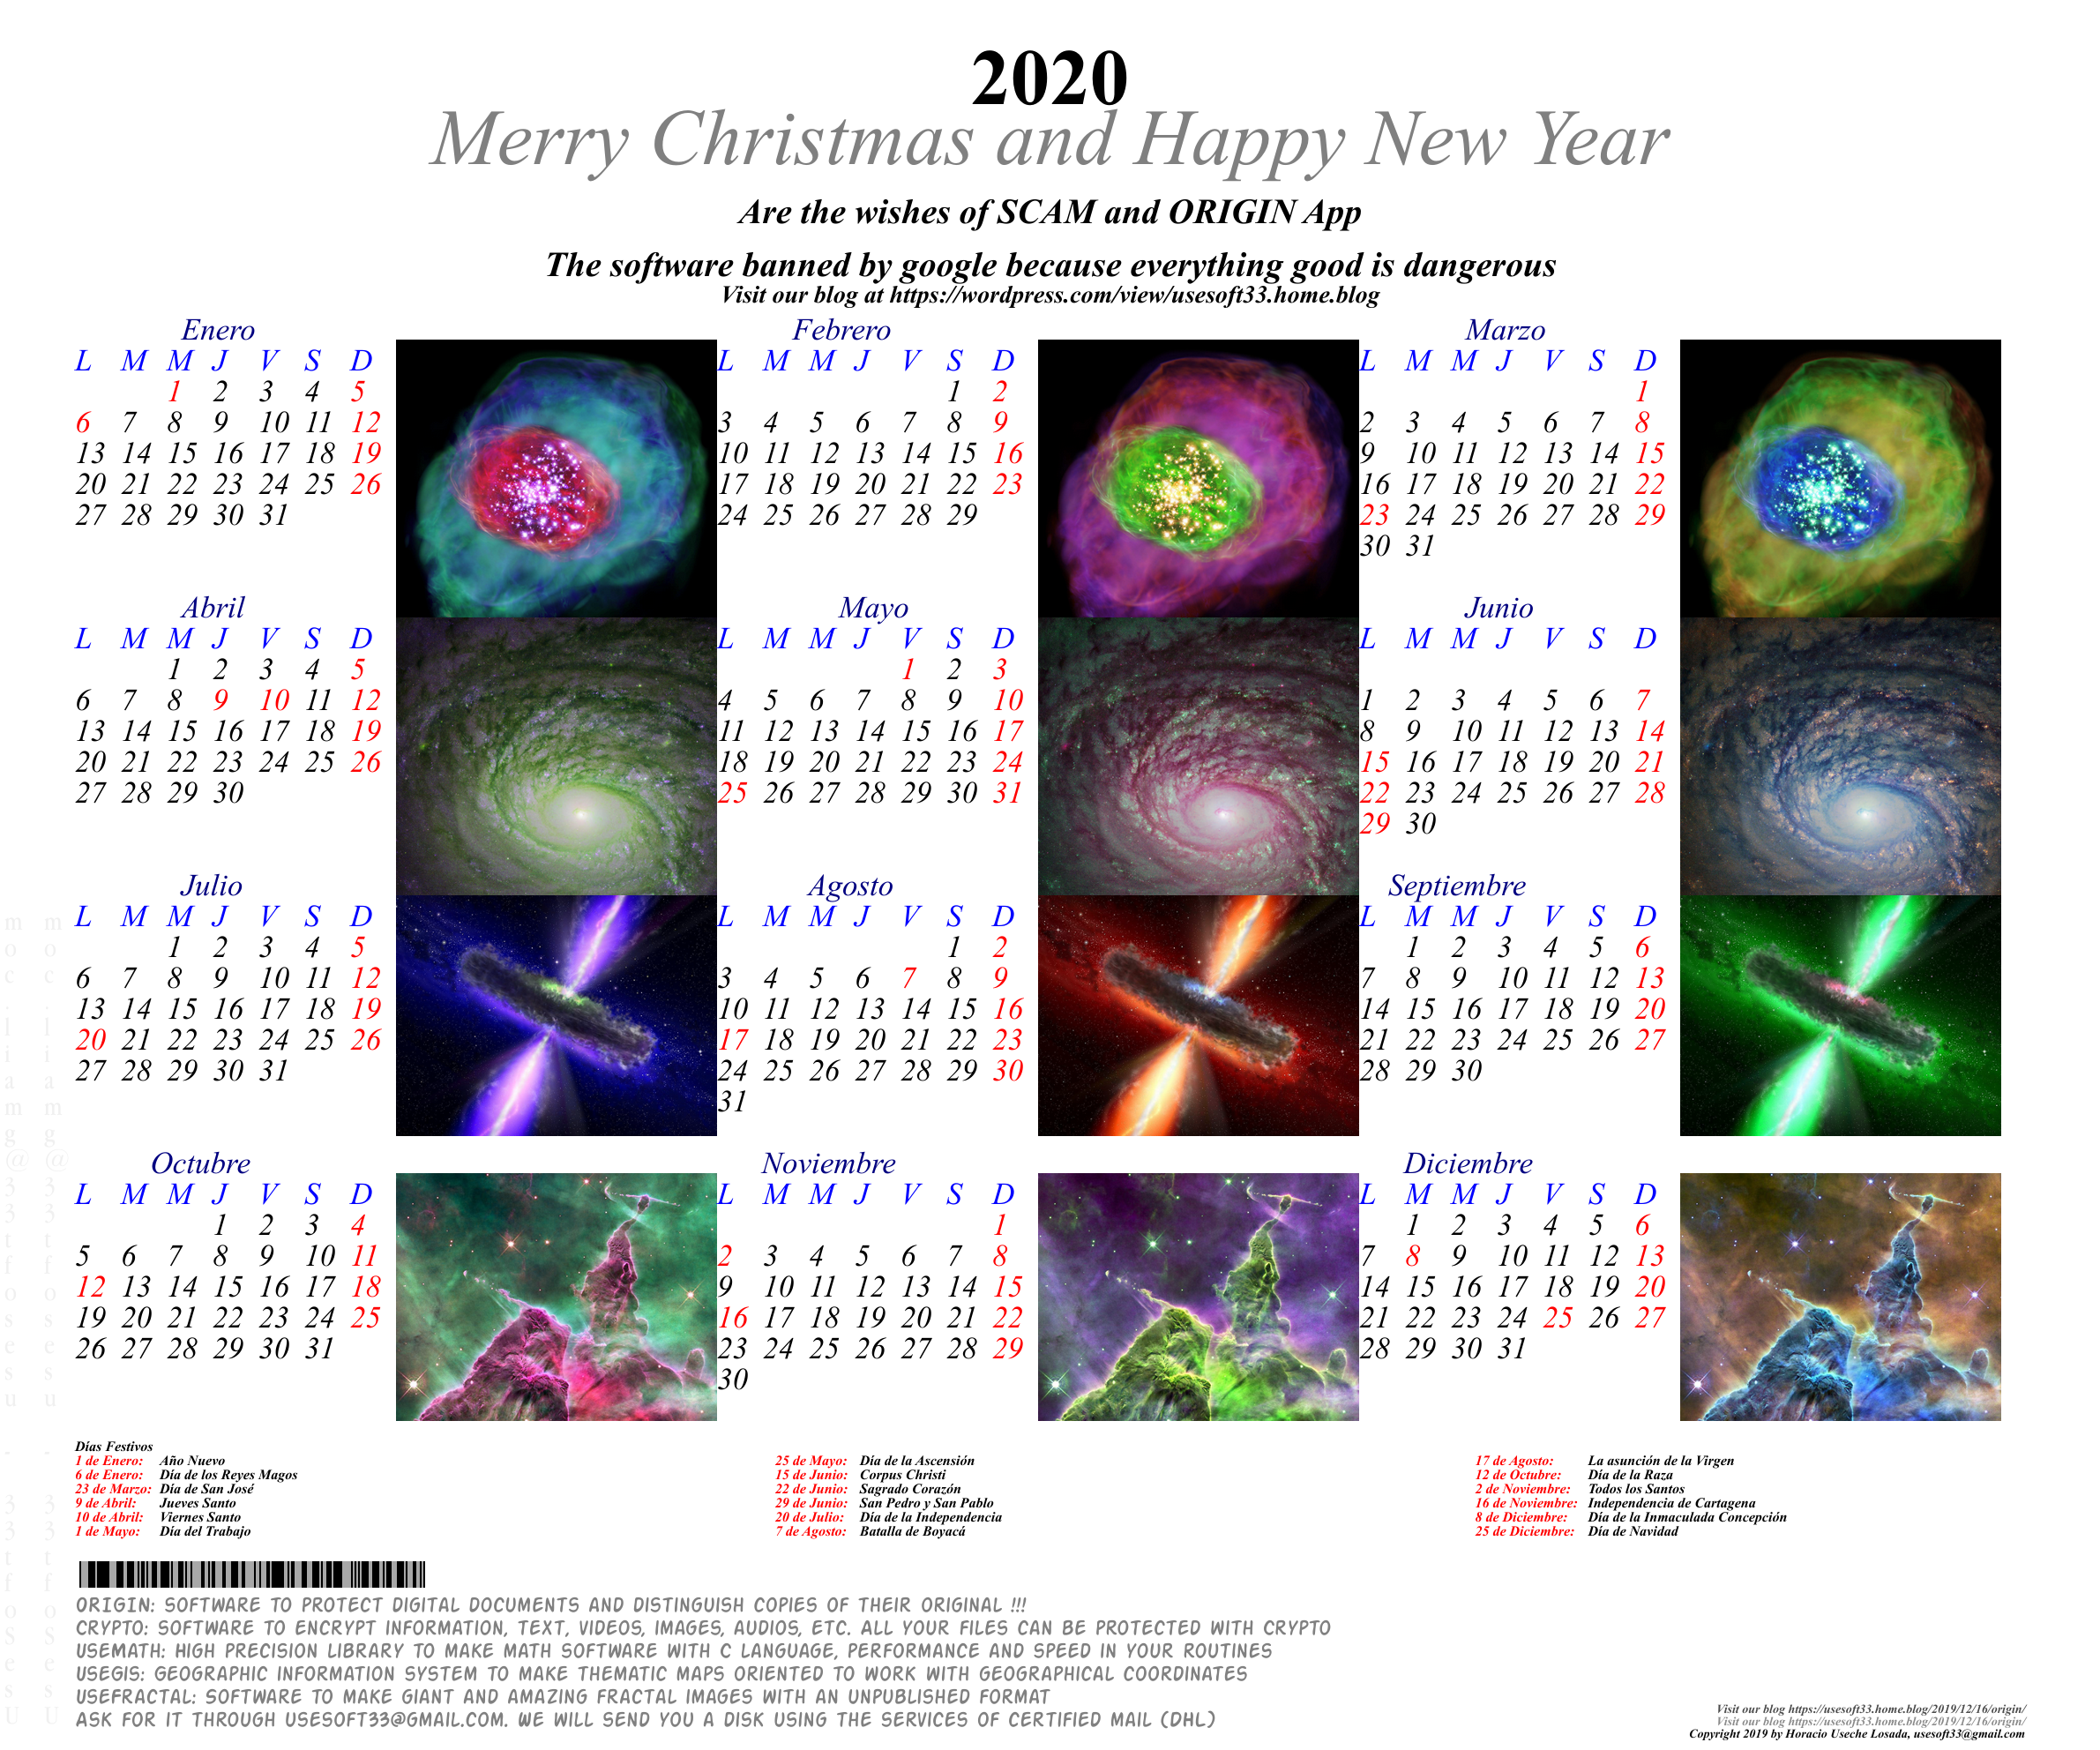 2020
Merry Christmas and Happy New Year
Are the wishes of SCAM and ORIGIN App
The software banned by google because everything good is dangerous
Visit our blog at https://wordpress.com/view/usesoft33.home.blog
Enero
L M M J V S D
1 2 3 4 5
6 7 8 9 10 11 12
13 14 15 16 17 18 19
20 21 22 23 24 25 26
27 28 29 30 31
Febrero
L M M J V S D
1 2
3 4 5 6 7 8 9
10 11 12 13 14 15 16
17 18 19 20 21 22 23
24 25 26 27 28 29
Marzo
L M M J V S D
1
2 3 4 5 6 7 8
9 10 11 12 13 14 15
16 17 18 19 20 21 22
23 24 25 26 27 28 29
30 31
Abril
L M M J V S D
1 2 3 4 5
6 7 8 9 10 11 12
13 14 15 16 17 18 19
20 21 22 23 24 25 26
27 28 29 30
Mayo
L M M J V S D
1 2 3
4 5 6 7 8 9 10
11 12 13 14 15 16 17
18 19 20 21 22 23 24
25 26 27 28 29 30 31
Junio
L M M J V S D
1 2 3 4 5 6 7
8 9 10 11 12 13 14
15 16 17 18 19 20 21
22 23 24 25 26 27 28
29 30
Julio
L M M J V S D
1 2 3 4 5
6 7 8 9 10 11 12
13 14 15 16 17 18 19
20 21 22 23 24 25 26
27 28 29 30 31
Agosto
L M M J V S D
1 2
3 4 5 6 7 8 9
10 11 12 13 14 15 16
17 18 19 20 21 22 23
24 25 26 27 28 29 30
31
Septiembre
L M M J V S D
1 2 3 4 5 6
7 8 9 10 11 12 13
14 15 16 17 18 19 20
21 22 23 24 25 26 27
28 29 30
Octubre
L M M J V S D
1 2 3 4
5 6 7 8 9 10 11
12 13 14 15 16 17 18
19 20 21 22 23 24 25
26 27 28 29 30 31
Noviembre
L M M J V S D
1
2 3 4 5 6 7 8
9 10 11 12 13 14 15
16 17 18 19 20 21 22
23 24 25 26 27 28 29
30
Diciembre
L M M J V S D
1 2 3 4 5 6
7 8 9 10 11 12 13
14 15 16 17 18 19 20
21 22 23 24 25 26 27
28 29 30 31
Días Festivos
1 de Enero: Año Nuevo
6 de Enero: Día de los Reyes Magos
23 de Marzo: Día de San José
9 de Abril: Jueves Santo
10 de Abril: Viernes Santo
1 de Mayo: Día del Trabajo
25 de Mayo: Día de la Ascensión
15 de Junio: Corpus Christi
22 de Junio: Sagrado Corazón
29 de Junio: San Pedro y San Pablo
20 de Julio: Día de la Independencia
7 de Agosto: Batalla de Boyacá
17 de Agosto: La asunción de la Virgen
12 de Octubre: Día de la Raza
2 de Noviembre: Todos los Santos
16 de Noviembre: Independencia de Cartagena
8 de Diciembre: Día de la Inmaculada Concepción
25 de Diciembre: Día de Navidad
ORIGIN: SOFTWARE TO PROTECT DIGITAL DOCUMENTS AND DISTINGUISH COPIES OF THEIR ORIGINAL !!!
CRYPTO: SOFTWARE TO ENCRYPT INFORMATION, TEXT, VIDEOS, IMAGES, AUDIOS, ETC. ALL YOUR FILES CAN BE PROTECTED WITH CRYPTO
USEMATH: HIGH PRECISION LIBRARY TO MAKE MATH SOFTWARE WITH C LANGUAGE, PERFORMANCE AND SPEED IN YOUR ROUTINES
USEGIS: GEOGRAPHIC INFORMATION SYSTEM TO MAKE THEMATIC MAPS ORIENTED TO WORK WITH GEOGRAPHICAL COORDINATES
USEFRACTAL: SOFTWARE TO MAKE GIANT AND AMAZING FRACTAL IMAGES WITH AN UNPUBLISHED FORMAT
ASK FOR IT THROUGH USESOFT33@GMAIL.COM. WE WILL SEND YOU A DISK USING THE SERVICES OF CERTIFIED MAIL (DHL)
Visit our blog https://usesoft33.home.blog/2019/12/16/origin/
Visit our blog https://usesoft33.home.blog/2019/12/16/origin/
Copyright 2019 by Horacio Useche Losada, usesoft33@gmail.com
UseSoft33 - usesoft33@gmail.com
UseSoft33 - usesoft33@gmail.com